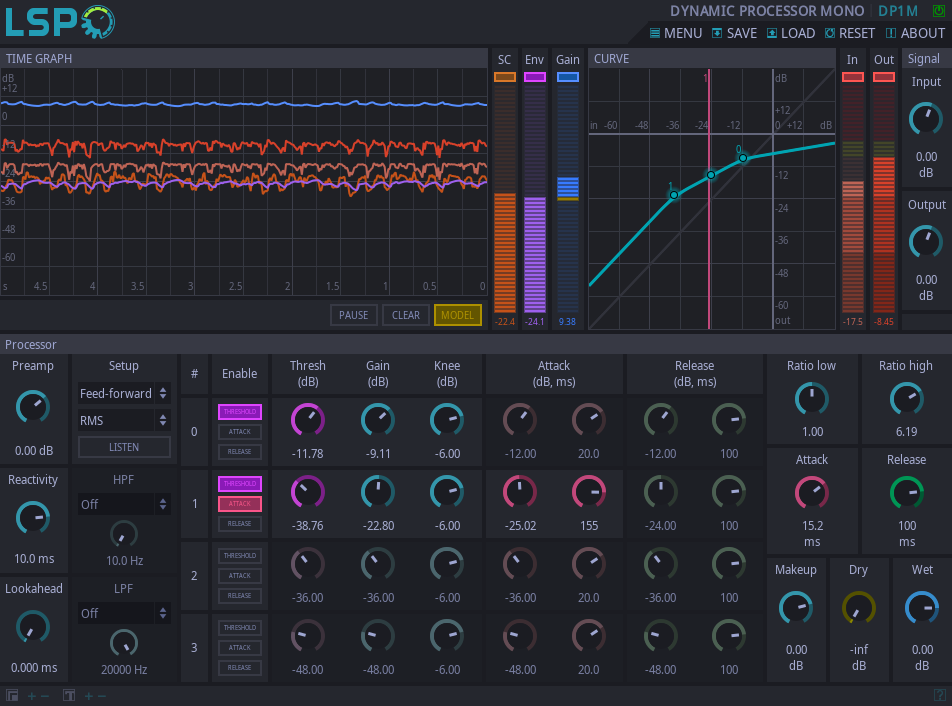 LSP
DYNAMIC PROCESSOR MONO DP1M
MENU SAVE LOAD RESET ABOUT
TIME GRAPH
dB
+12
0
-24
-36
-48
-60
s 4.5 4 3.5 3 2.5 2 1.5 1 0.5 0
PAUSE CLEAR MODEL
SC Env Gain
-22.4 -24.1 9.38
CURVE
1 dB
+12
in -60 -48 -36 -24 -12 0 +12 dB
0
-12
1
-24
-36
-48
-60
out
In Out
-17.5 -8.45
Signal
Input
0.00
dB
Output
0.00
dB
Processor
Preamp
0.00 dB
Reactivity
10.0 ms
Lookahead
0.000 ms
Setup
Feed-forward
RMS
LISTEN
HPF
Off
10.0 Hz
LPF
Off
20000 Hz
# Enable Thresh (dB) Gain (dB) Knee (dB) Attack (dB, ms) Release (dB, ms)
0 THRESHOLD ATTACK RELEASE
-11.78 -9.11 -6.00 -12.00 20.0 -12.00 100
1 THRESHOLD ATTACK RELEASE
-38.76 -22.80 -6.00 -25.02 155 -24.00 100
2 THRESHOLD ATTACK RELEASE
-36.00 -36.00 -6.00 -36.00 20.0 -36.00 100
3 THRESHOLD ATTACK RELEASE
-48.00 -48.00 -6.00 -48.00 20.0 -48.00 100
Ratio low Ratio high
1.00 6.19
Attack Release
15.2 100
ms ms
Makeup Dry Wet
0.00 -inf 0.00
dB dB dB